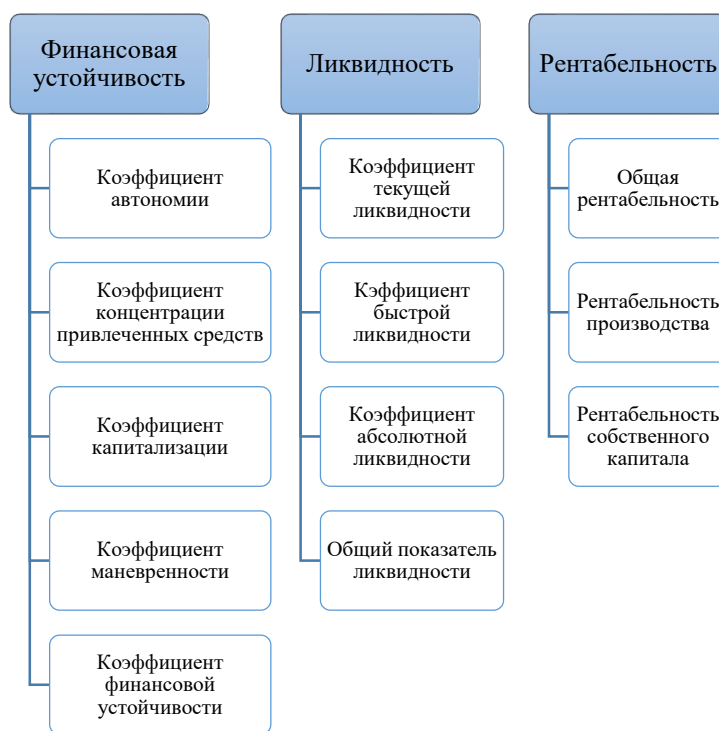 Финансовая
устойчивость
Коэффициент
автономии
Коэффициент
концентрации
привлеченных средств
Коэффициент
капитализации
Коэффициент
маневренности
Коэффициент
финансовой
устойчивости
Ликвидность
Коэффициент
текущей
ликвидности
Кэффициент
быстрой
ликвидности
Коэффициент
абсолютной
ликвидности
Общий показатель
ликвидности
Рентабельность
Общая
рентабельность
Рентабельность
производства
Рентабельность
собственного
капитала